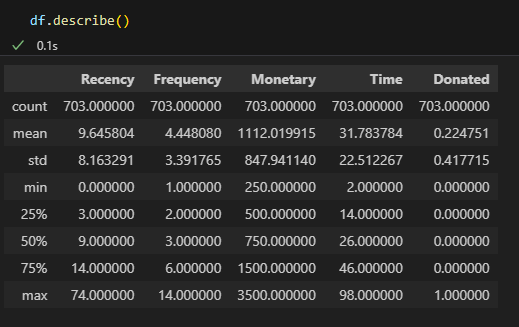 df.describe()
0.1s
Recency Frequency Monetary Time Donated
count 703.000000 703.000000 703.000000 703.000000 703.000000
mean 9.645804 4.448080 1112.019915 31.783784 0.224751
std 8.163291 3.391765 847.941140 22.512267 0.417715
min 0.000000 1.000000 250.000000 2.000000 0.000000
25% 3.000000 2.000000 500.000000 14.000000 0.000000
50% 9.000000 3.000000 750.000000 26.000000 0.000000
75% 14.000000 6.000000 1500.000000 46.000000 0.000000
max 74.000000 14.000000 3500.000000 98.000000 1.000000